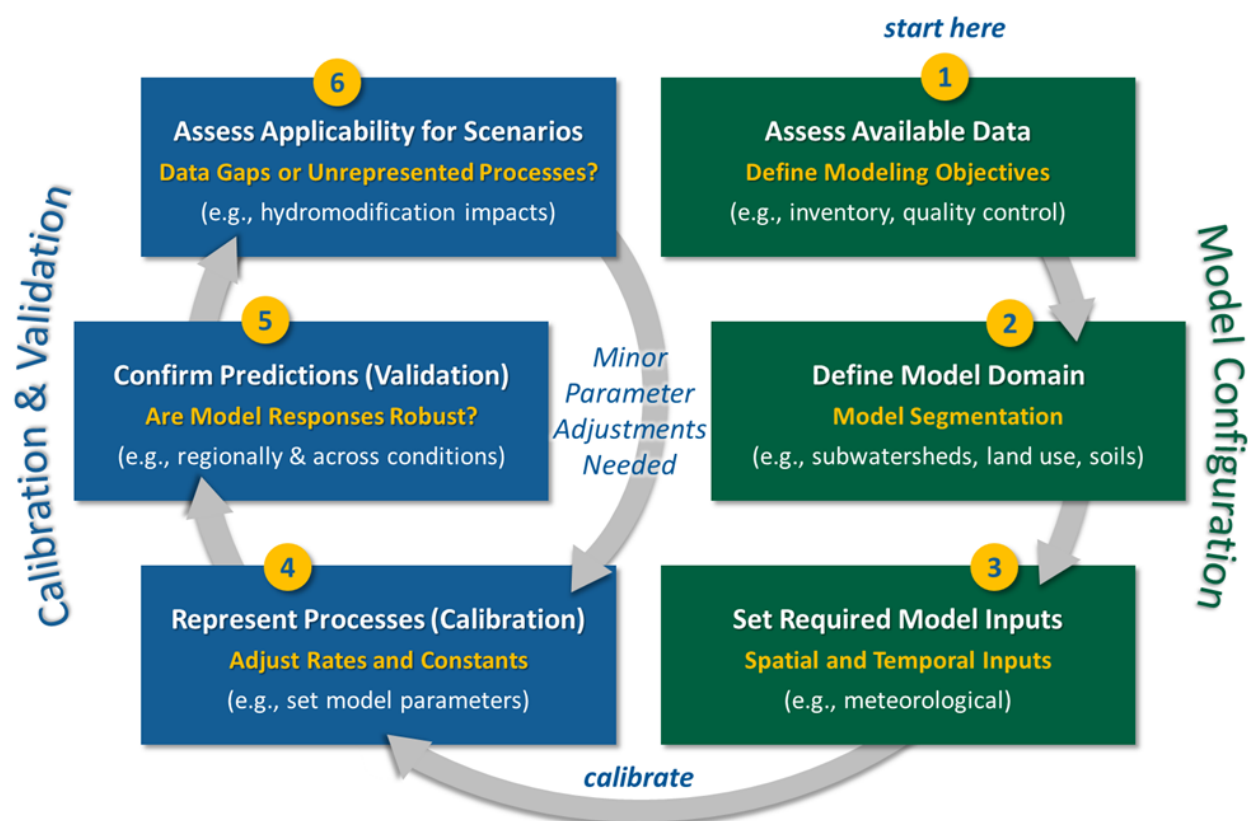 start here
1
Assess Available Data
Define Modeling Objectives
(e.g., inventory, quality control)
2
Define Model Domain
Model Segmentation
(e.g., subwatersheds, land use, soils)
3
Set Required Model Inputs
Spatial and Temporal Inputs
(e.g., meteorological)
Model Configuration
calibrate
4
Represent Processes (Calibration)
Adjust Rates and Constants
(e.g., set model parameters)
5
Confirm Predictions (Validation)
Are Model Responses Robust?
(e.g., regionally & across conditions)
6
Assess Applicability for Scenarios
Data Gaps or Unrepresented Processes?
(e.g., hydromodification impacts)
Minor
Parameter
Adjustments
Needed
Calibration & Validation